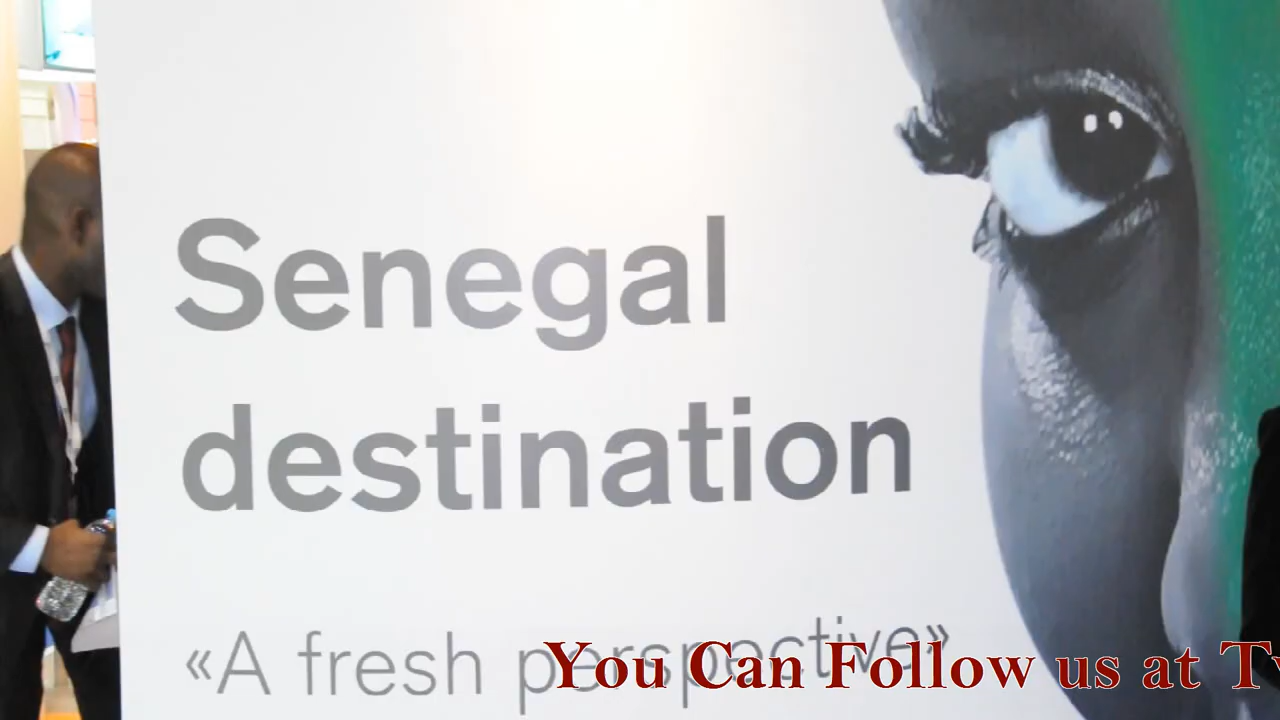 Senegal
destination
«A fresh perspective»
You Can Follow us at